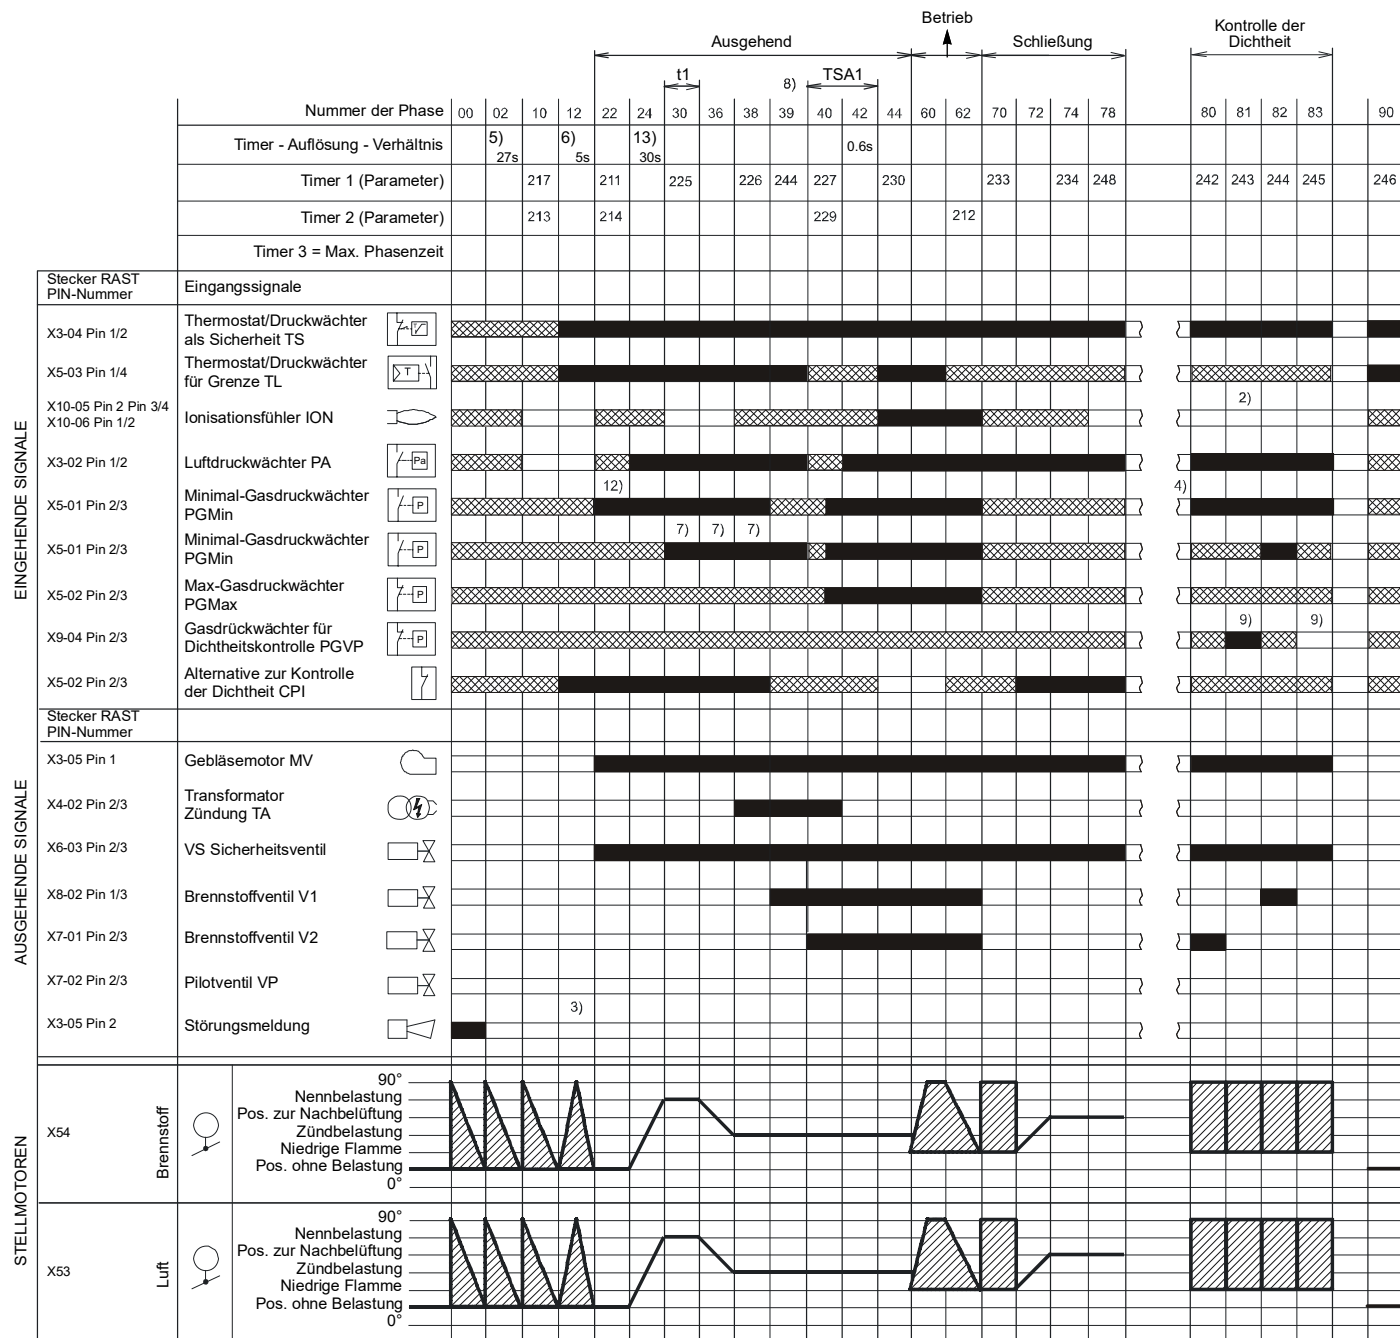 Betrieb
Ausgehend
Schließung
Kontrolle der
Dichtheit
t1
8)
TSA1
Nummer der Phase 00 02 10 12 22 24 30 36 38 39 40 42 44 60 62 70 72 74 78 80 81 82 83 90
Timer - Auflösung - Verhältnis 5) 27s 6) 5s 13) 30s 0.6s
Timer 1 (Parameter) 217 211 225 226 244 227 230 233 234 248 242 243 244 245 246
Timer 2 (Parameter) 213 214 229 212
Timer 3 = Max. Phasenzeit
Stecker RAST
PIN-Nummer
Eingangssignale
EINGEHENDE SIGNALE
X3-04 Pin 1/2
Thermostat/Druckwächter
als Sicherheit TS
X5-03 Pin 1/4
Thermostat/Druckwächter
für Grenze TL
T
2)
X10-05 Pin 2 Pin 3/4
X10-06 Pin 1/2
Ionisationsfühler ION
X3-02 Pin 1/2
Luftdruckwächter PA
Pa
12)
4)
X5-01 Pin 2/3
Minimal-Gasdruckwächter
PGMin
P
7) 7) 7)
X5-01 Pin 2/3
Minimal-Gasdruckwächter
PGMin
P
X5-02 Pin 2/3
Max-Gasdruckwächter
PGMax
P
9) 9)
X9-04 Pin 2/3
Gasdrückwächter für
Dichtheitskontrolle PGVP
P
X5-02 Pin 2/3
Alternative zur Kontrolle
der Dichtheit CPI
Stecker RAST
PIN-Nummer
AUSGEHENDE SIGNALE
X3-05 Pin 1
Gebläsemotor MV
X4-02 Pin 2/3
Transformator
Zündung TA
X6-03 Pin 2/3
VS Sicherheitsventil
X8-02 Pin 1/3
Brennstoffventil V1
X7-01 Pin 2/3
Brennstoffventil V2
X7-02 Pin 2/3
Pilotventil VP
3)
X3-05 Pin 2
Störungsmeldung
STELLMOTOREN
X54
Brennstoff
90°
Nennbelastung
Pos. zur Nachbelüftung
Zündbelastung
Niedrige Flamme
Pos. ohne Belastung
0°
X53
Luft
90°
Nennbelastung
Pos. zur Nachbelüftung
Zündbelastung
Niedrige Flamme
Pos. ohne Belastung
0°